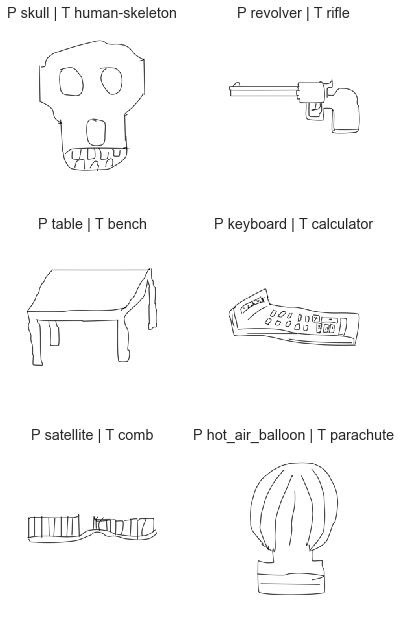 P skull | T human-skeleton
P revolver | T rifle
P table | T bench
P keyboard | T calculator
P satellite | T comb
P hot_air_balloon | T parachute